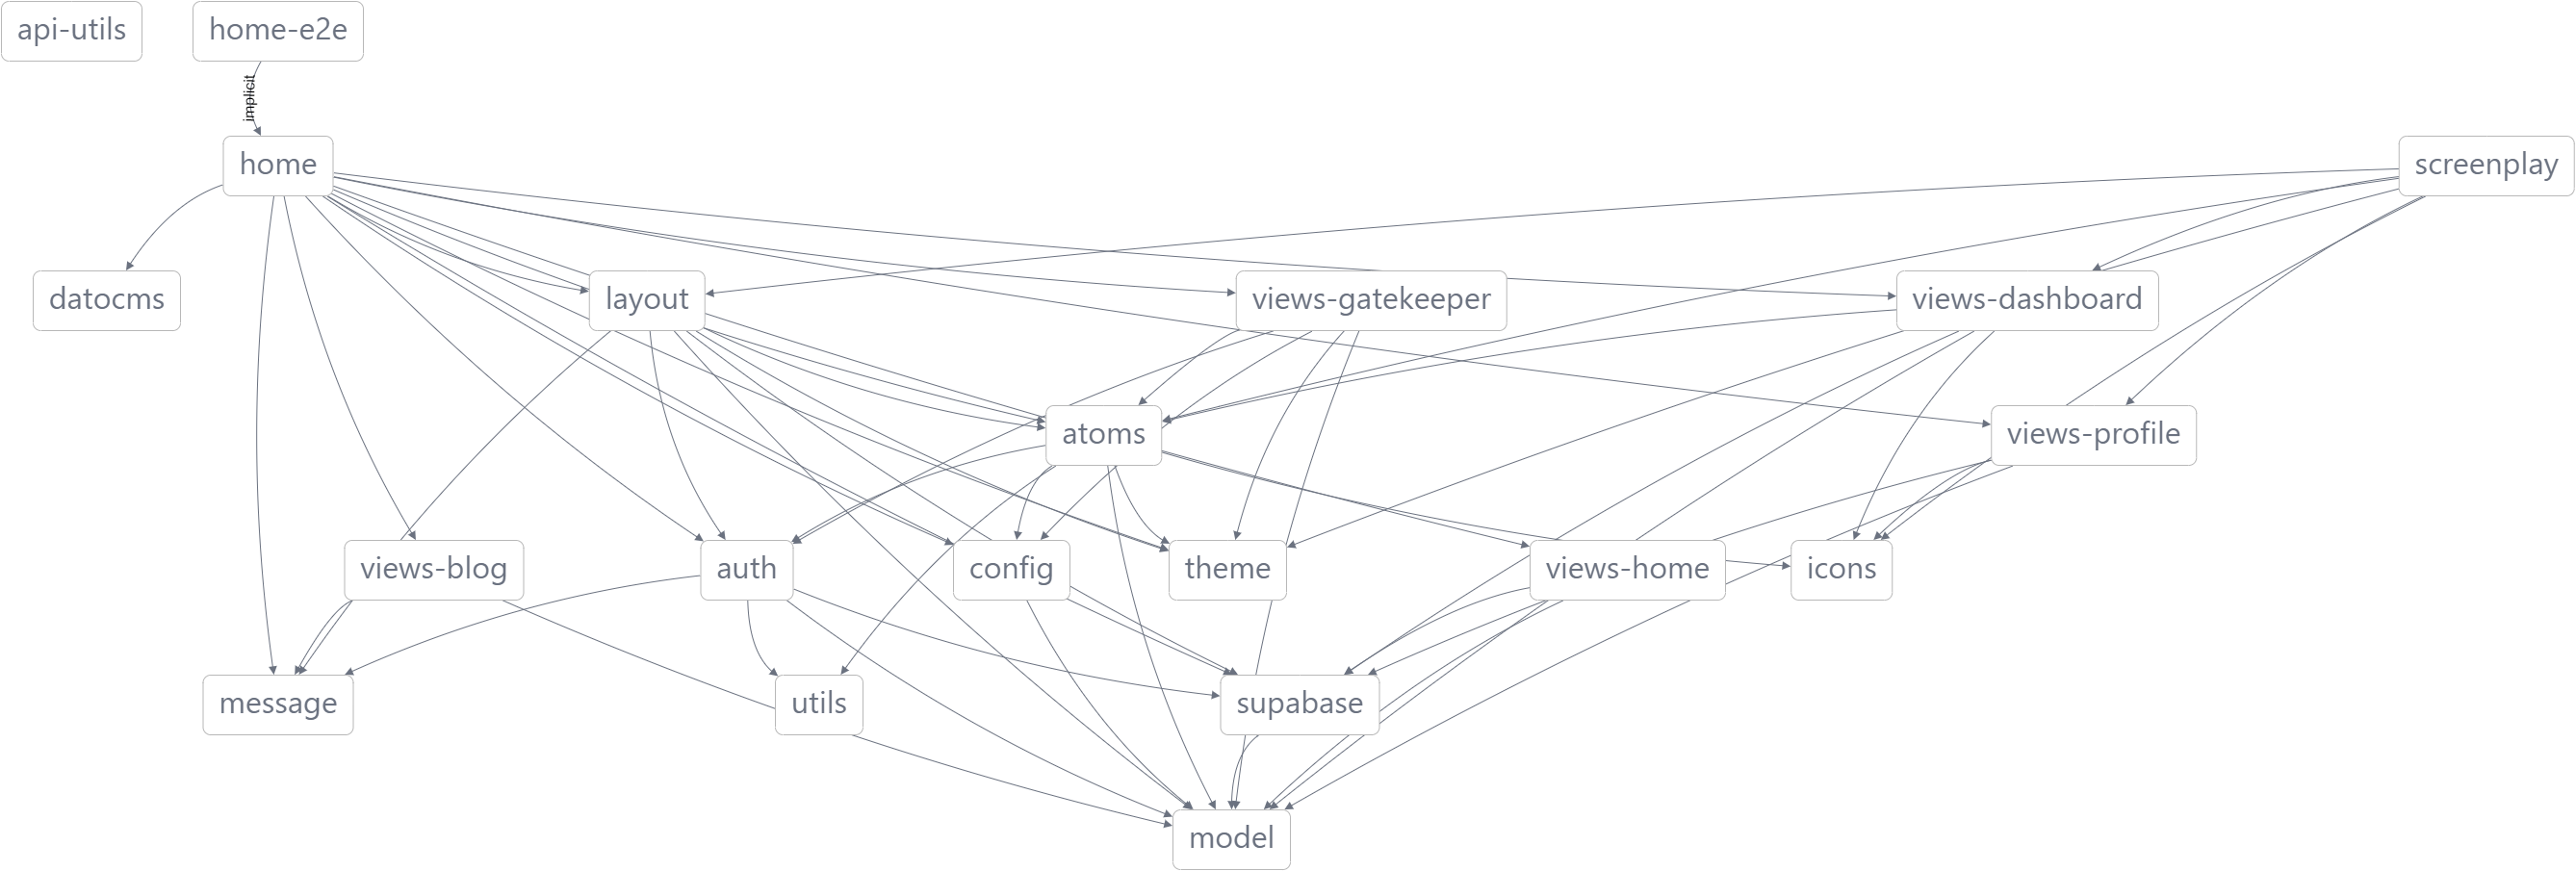 api-utils
home-e2e
implicit
home
screenplay
datocms
layout
views-gatekeeper
views-dashboard
atoms
views-profile
views-blog
auth
config
theme
views-home
icons
message
utils
supabase
model